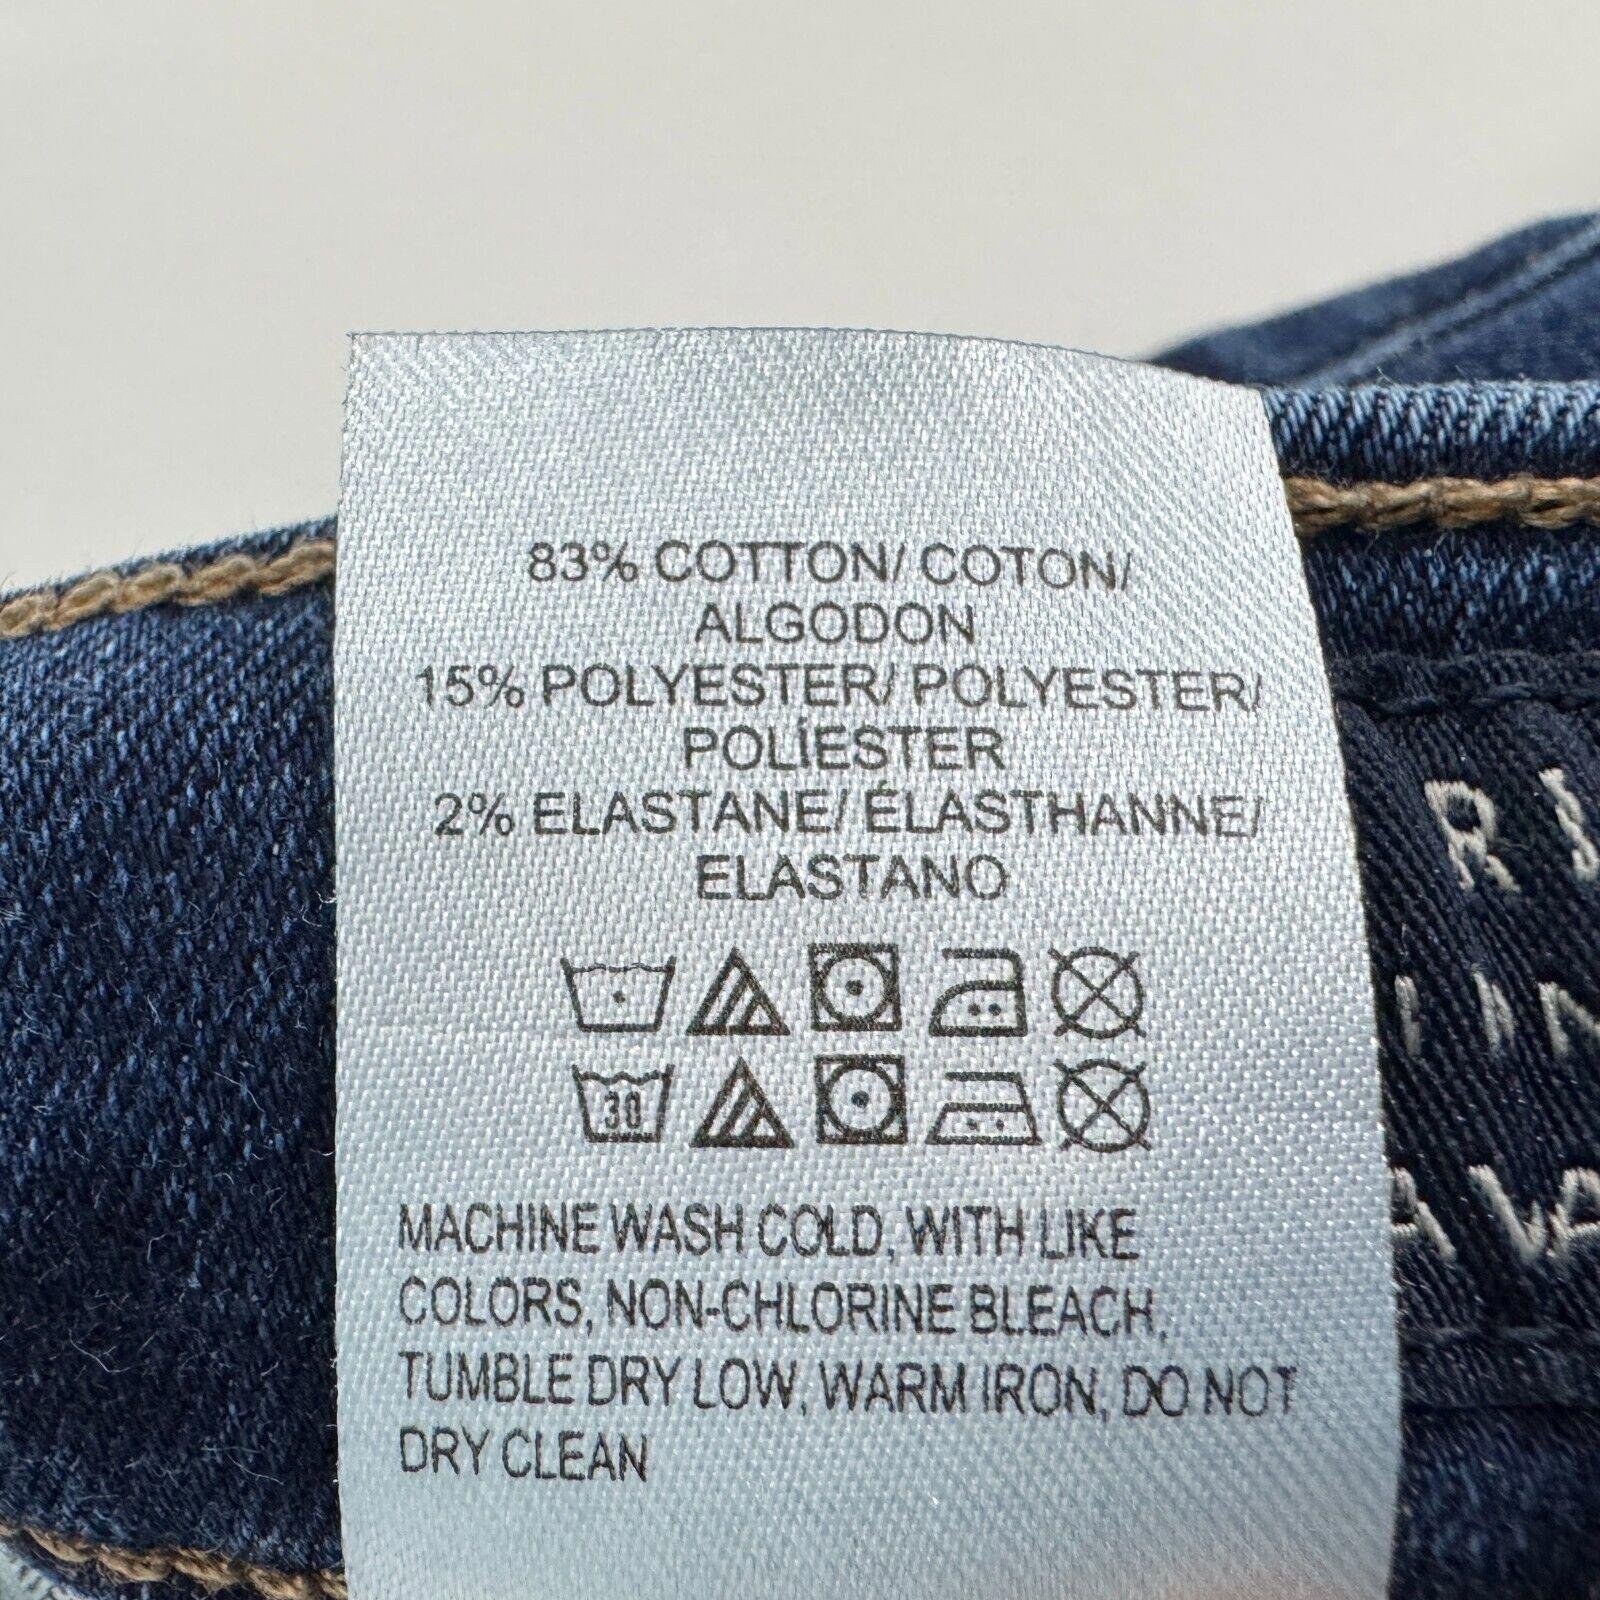 83% COTTON/ COTON/
ALGODON
15% POLYESTER/ POLYESTER/
POLÍESTER
2% ELASTANE/ ÉLASTHANNE/
ELASTANO
30
MACHINE WASH COLD, WITH LIKE
COLORS, NON-CHLORINE BLEACH,
TUMBLE DRY LOW, WARM IRON, DO NOT
DRY CLEAN